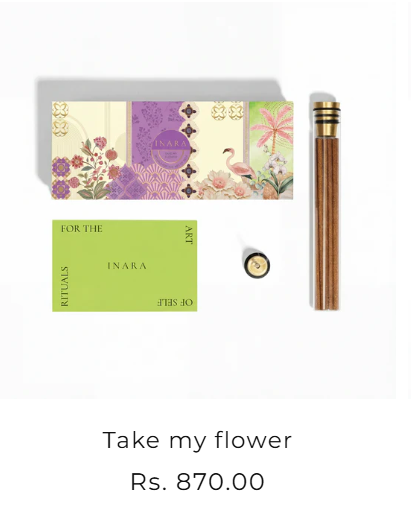 INARA
FOR THE
ART
INARA
RITUALS
OF SELF
Take my flower
Rs. 870.00